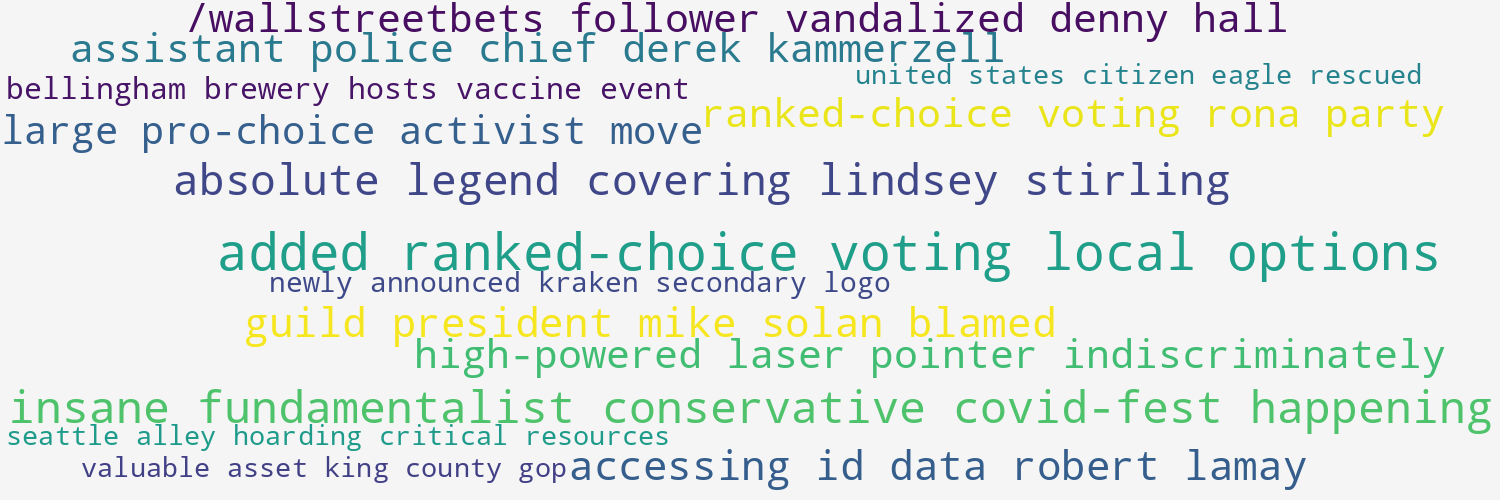 /wallstreetbets follower vandalized denny hall
assistant police chief derek kammerzell
united states citizen eagle rescued
bellingham brewery hosts vaccine event
ranked-choice voting rona party
large pro-choice activist move
absolute legend covering lindsey stirling
added ranked-choice voting local options
newly announced kraken secondary logo
guild president mike solan blamed
high-powered laser pointer indiscriminately
insane fundamentalist conservative covid-fest happening
seattle alley hoarding critical resources
valuable asset king county gop
accessing id data robert lamay